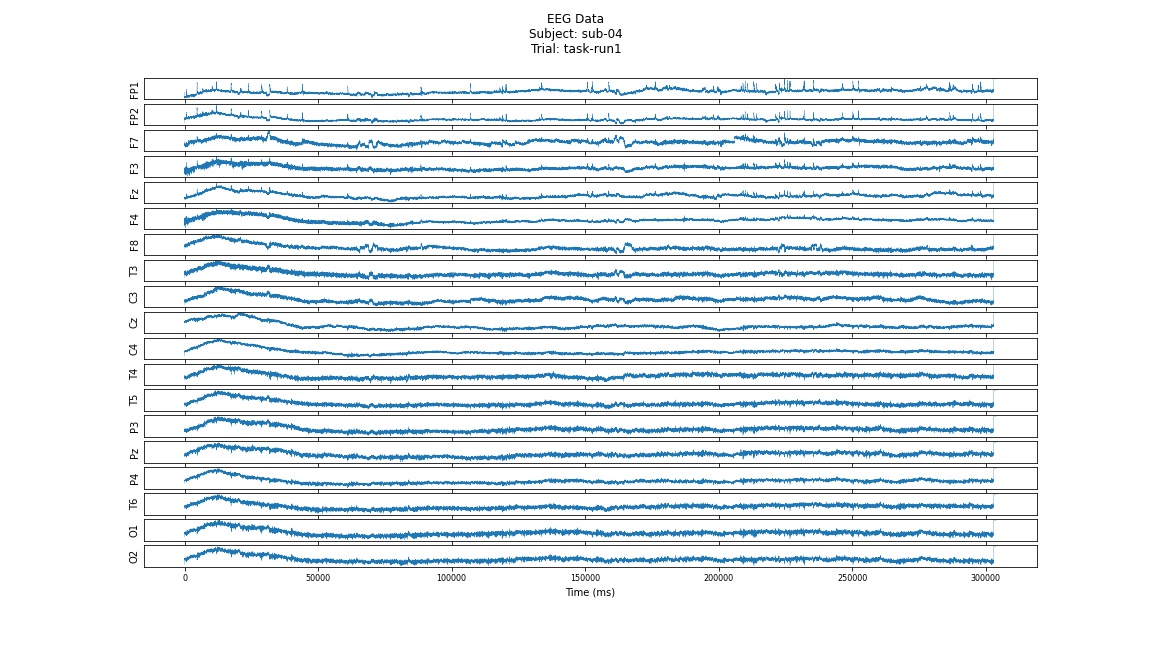 EEG Data
Subject: sub-04
Trial: task-run1
FP1
FP2
F7
F3
Fz
F4
F8
T3
C3
Cz
C4
T4
T5
P3
Pz
P4
T6
O1
O2
0 50000 100000 150000 200000 250000 300000
Time (ms)